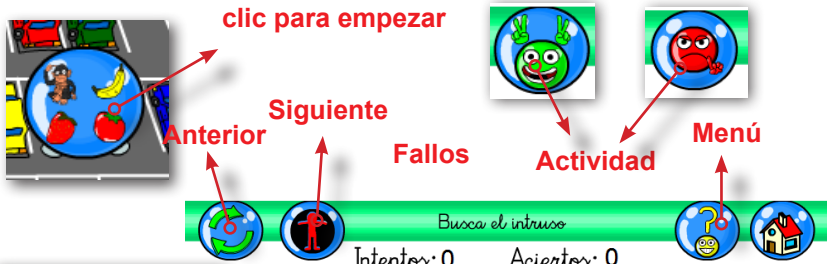 clic para empezar
Siguiente
Anterior
Fallos
Actividad
Menú
Busca el intruso
Intentos: 0 Aciertos: 0